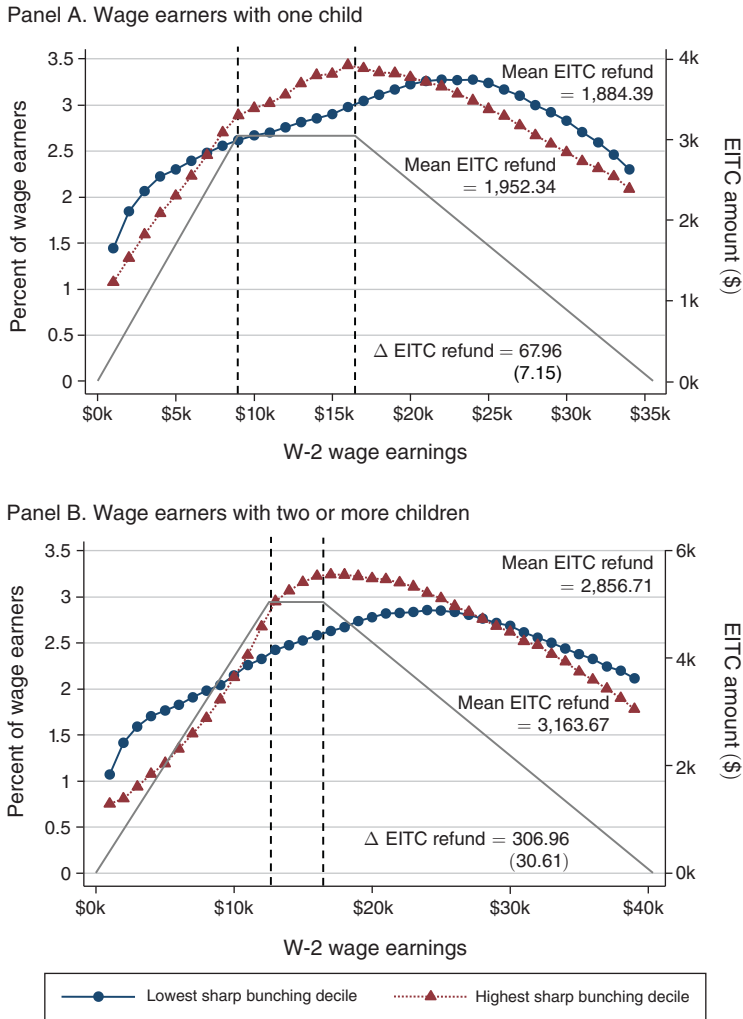 Panel A. Wage earners with one child
3.5
3
2.5
2
1.5
1
0.5
0
Percent of wage earners
4k
3k
2k
1k
0k
EITC amount ($)
Mean EITC refund
= 1,884.39
Mean EITC refund
= 1,952.34
Δ EITC refund = 67.96
(7.15)
$0k $5k $10k $15k $20k $25k $30k $35k
W-2 wage earnings
Panel B. Wage earners with two or more children
3.5
3
2.5
2
1.5
1
0.5
0
Percent of wage earners
6k
4k
2k
0k
EITC amount ($)
Mean EITC refund
= 2,856.71
Mean EITC refund
= 3,163.67
Δ EITC refund = 306.96
(30.61)
$0k $10k $20k $30k $40k
W-2 wage earnings
Lowest sharp bunching decile Highest sharp bunching decile